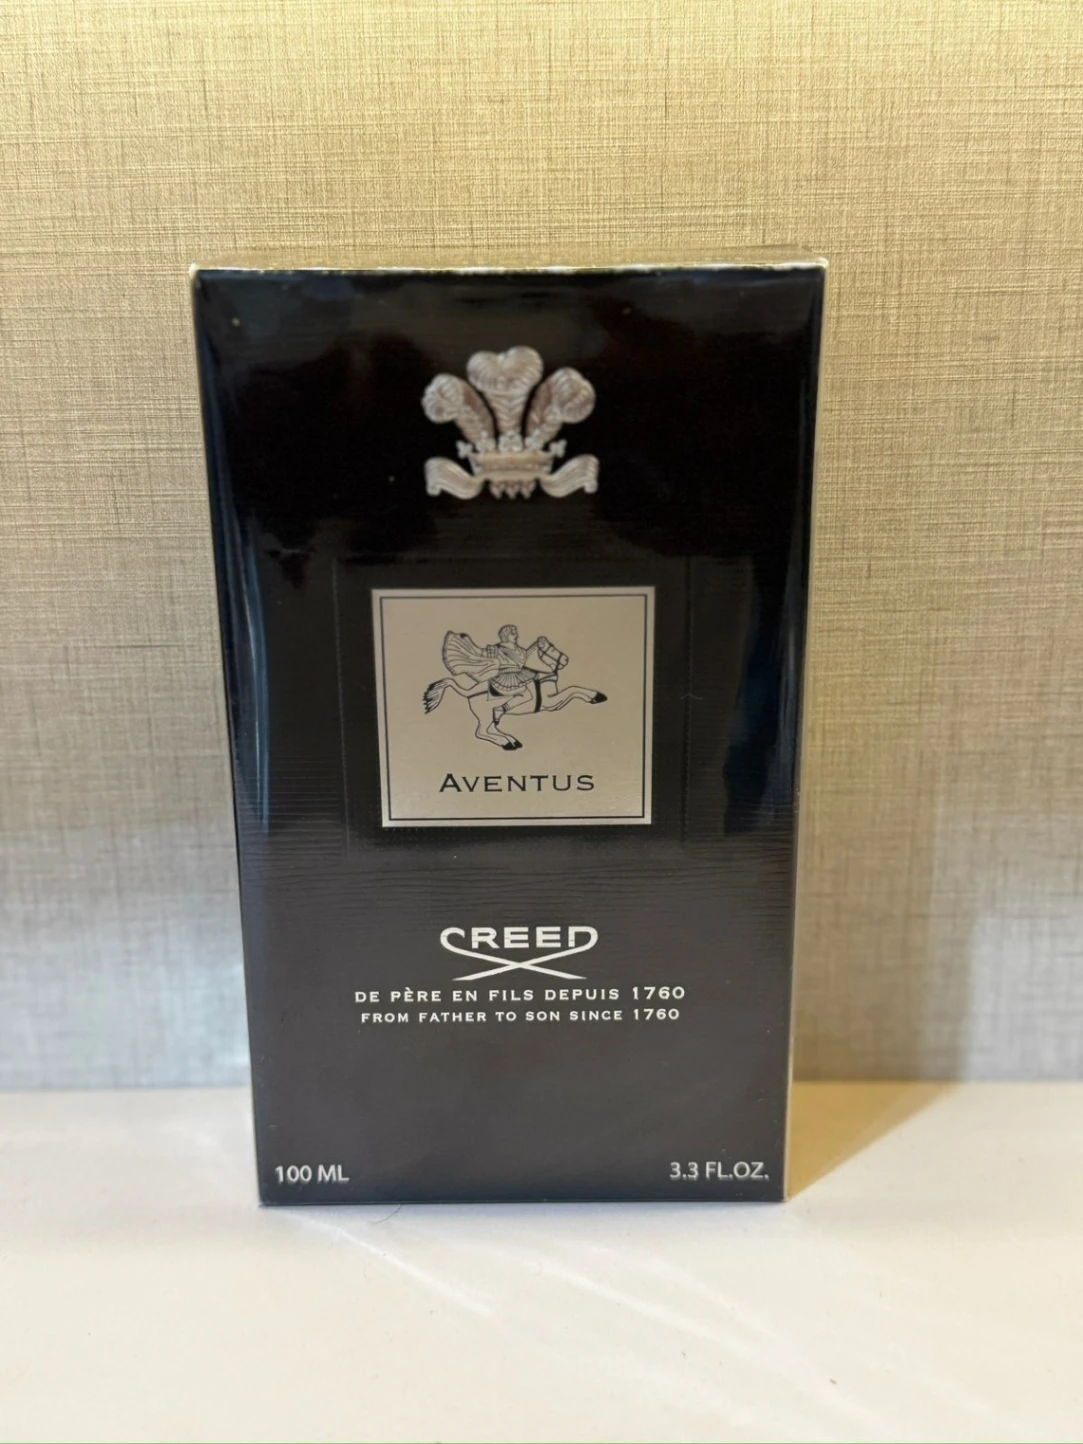 AVENTUS
CREED
DE PÈRE EN FILS DEPUIS 1760
FROM FATHER TO SON SINCE 1760
100 ML
3.3 FL.OZ.